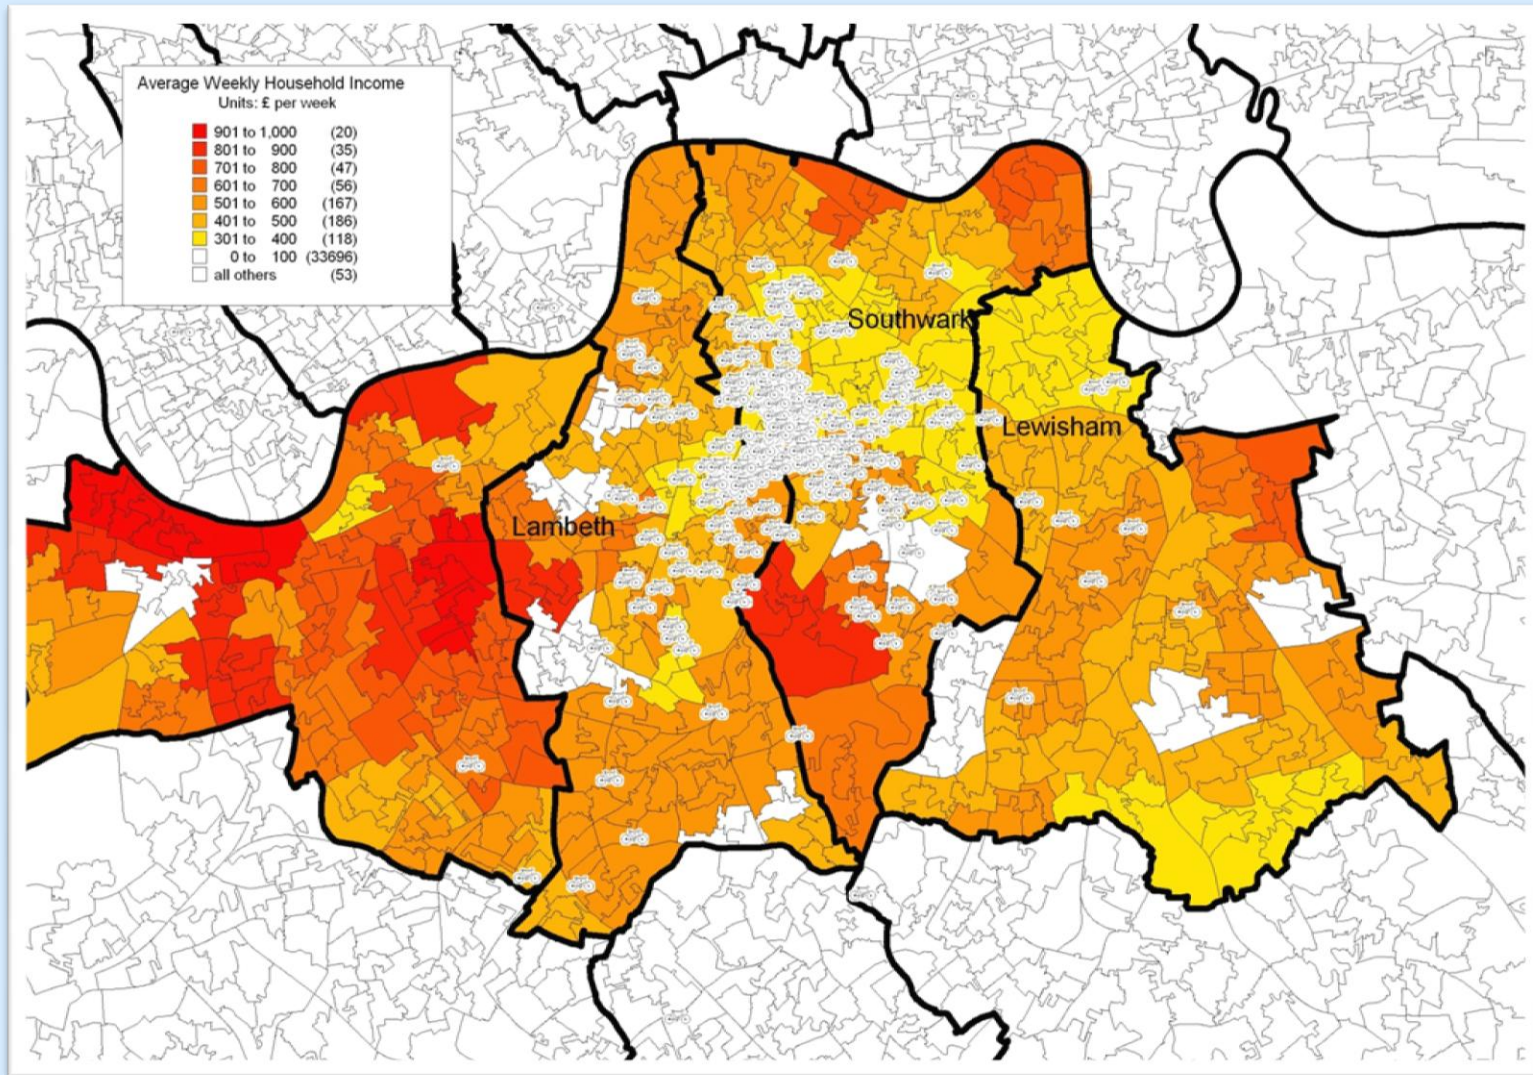 Average Weekly Household Income
Units: £ per week
901 to 1,000 (20)
801 to 900 (35)
701 to 800 (47)
601 to 700 (56)
501 to 600 (167)
401 to 500 (186)
301 to 400 (118)
0 to 100 (33696)
all others (53)
Southwark
Lewisham
Lambeth